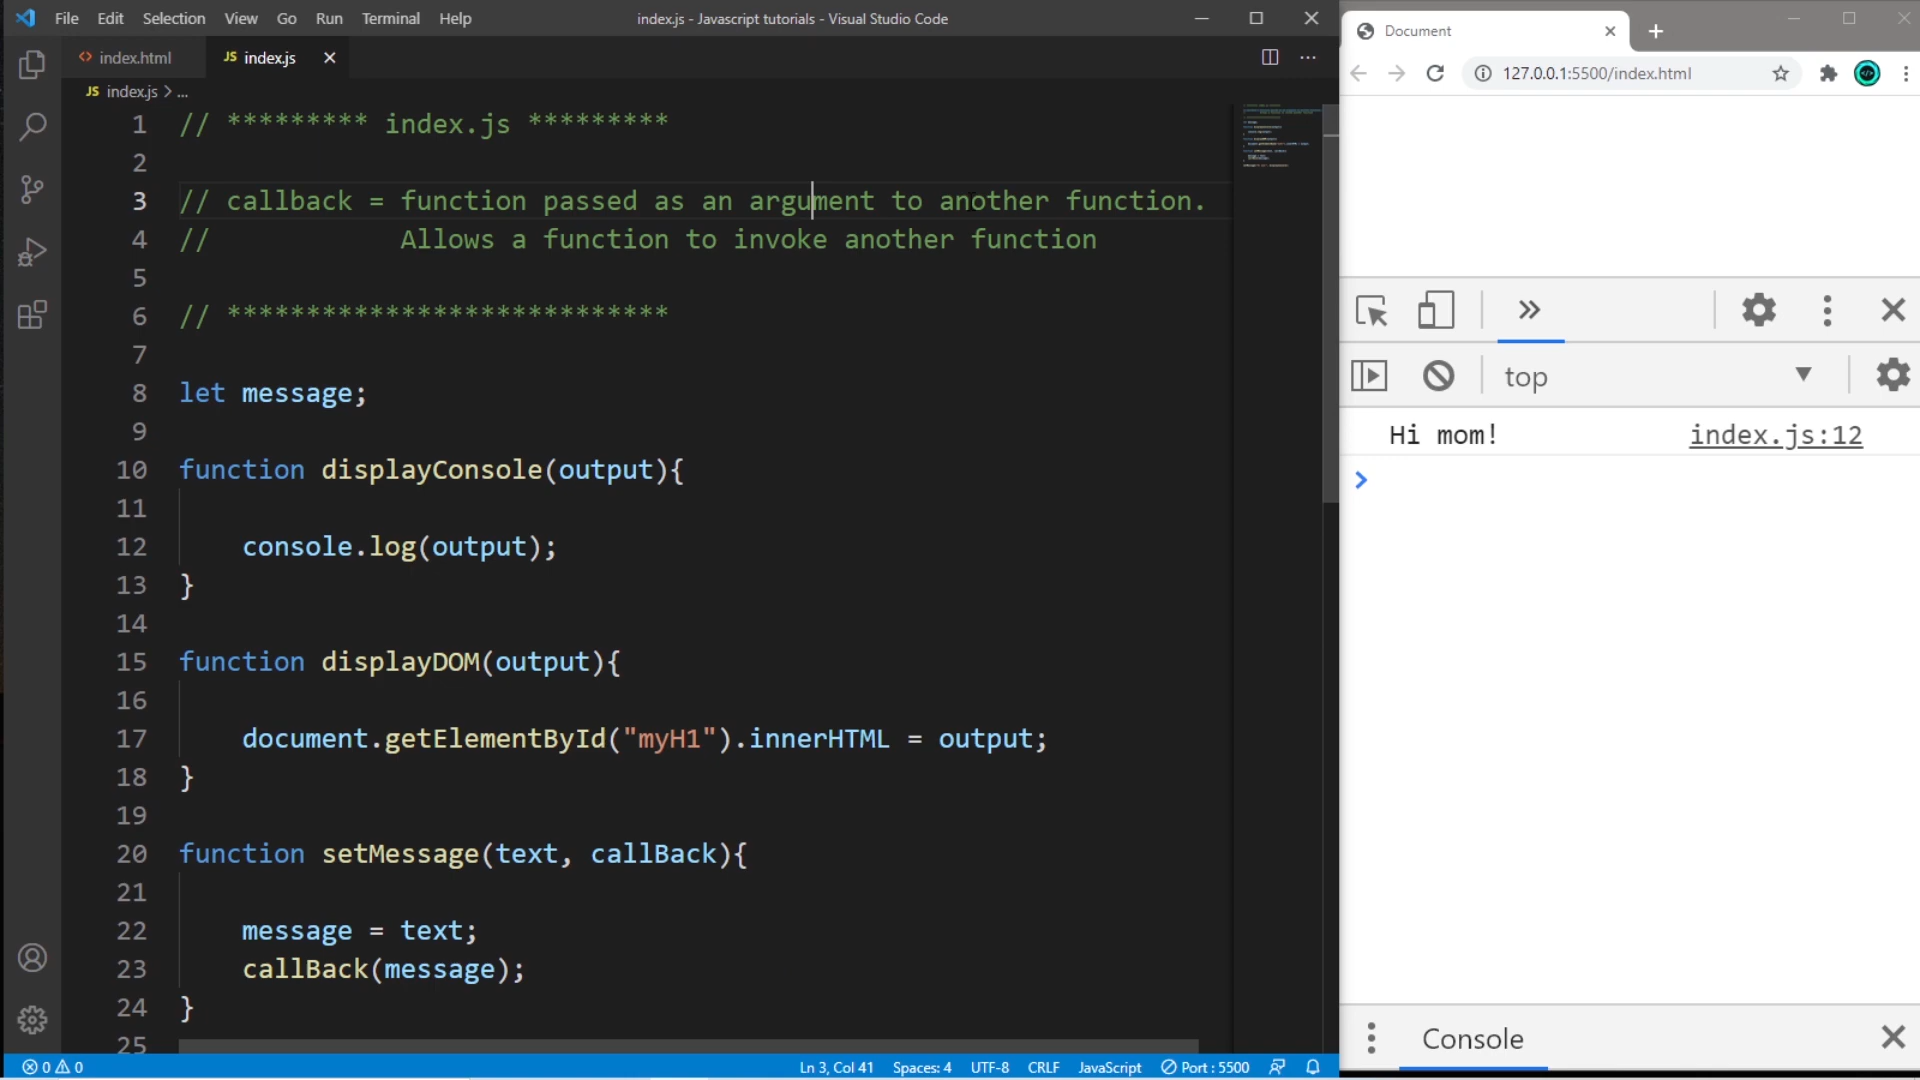 File Edit Selection View Go Run Terminal Help index.js - Javascript tutorials - Visual Studio Code
index.html JS index.js
JS index.js > ...
1 // ********* index.js *********
2
3 // callback = function passed as an argument to another function.
4 //            Allows a function to invoke another function
5
6 // ****************************
7
8 let message;
9
10 function displayConsole(output){
11
12     console.log(output);
13 }
14
15 function displayDOM(output){
16
17     document.getElementById("myH1").innerHTML = output;
18 }
19
20 function setMessage(text, callBack){
21
22     message = text;
23     callBack(message);
24 }
25
0 0 Ln 3, Col 41 Spaces: 4 UTF-8 CRLF JavaScript Port : 5500
Document
127.0.0.1:5500/index.html
top
Hi mom! index.js:12
Console